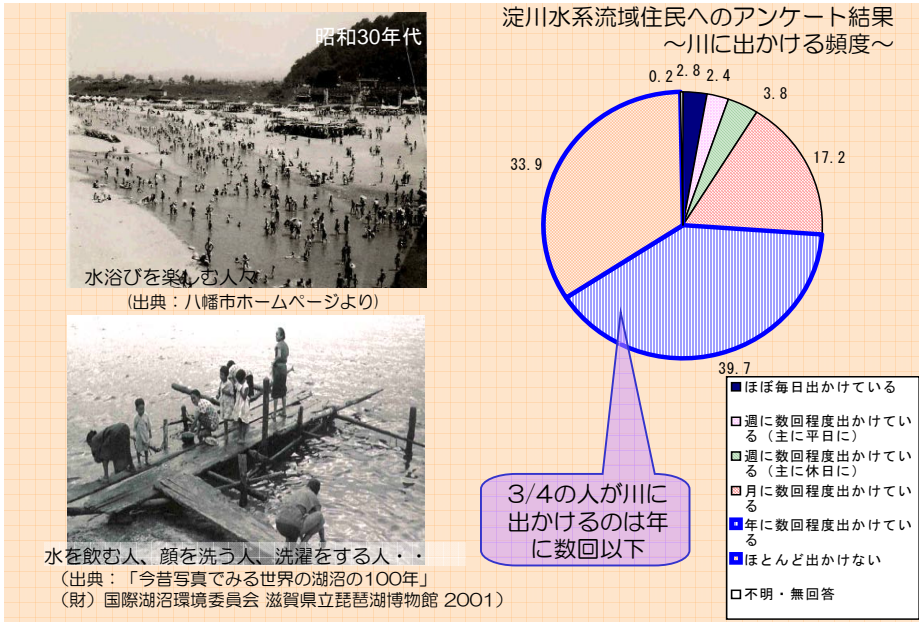 昭和30年代
水浴びを楽しむ人々
(出典：八幡市ホームページより)
水を飲む人、顔を洗う人、洗濯をする人・・
（出典：「今昔写真でみる世界の湖沼の100年」
（財）国際湖沼環境委員会 滋賀県立琵琶湖博物館 2001）
淀川水系流域住民へのアンケート結果
～川に出かける頻度～
0.2
2.8
2.4
3.8
17.2
39.7
33.9
3/4の人が川に
出かけるのは年
に数回以下
ほぼ毎日出かけている
週に数回程度出かけてい
る（主に平日に）
週に数回程度出かけてい
る（主に休日に）
月に数回程度出かけてい
る
年に数回程度出かけてい
る
ほとんど出かけない
不明・無回答